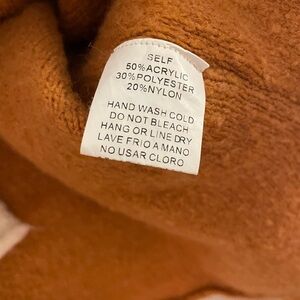 SELF
50%ACRYLIC
30%POLYESTER
20%NYLON
HAND WASH COLD
DO NOT BLEACH
HANG OR LINE DRY
LAVE FRIO A MANO
NO USAR CLORO